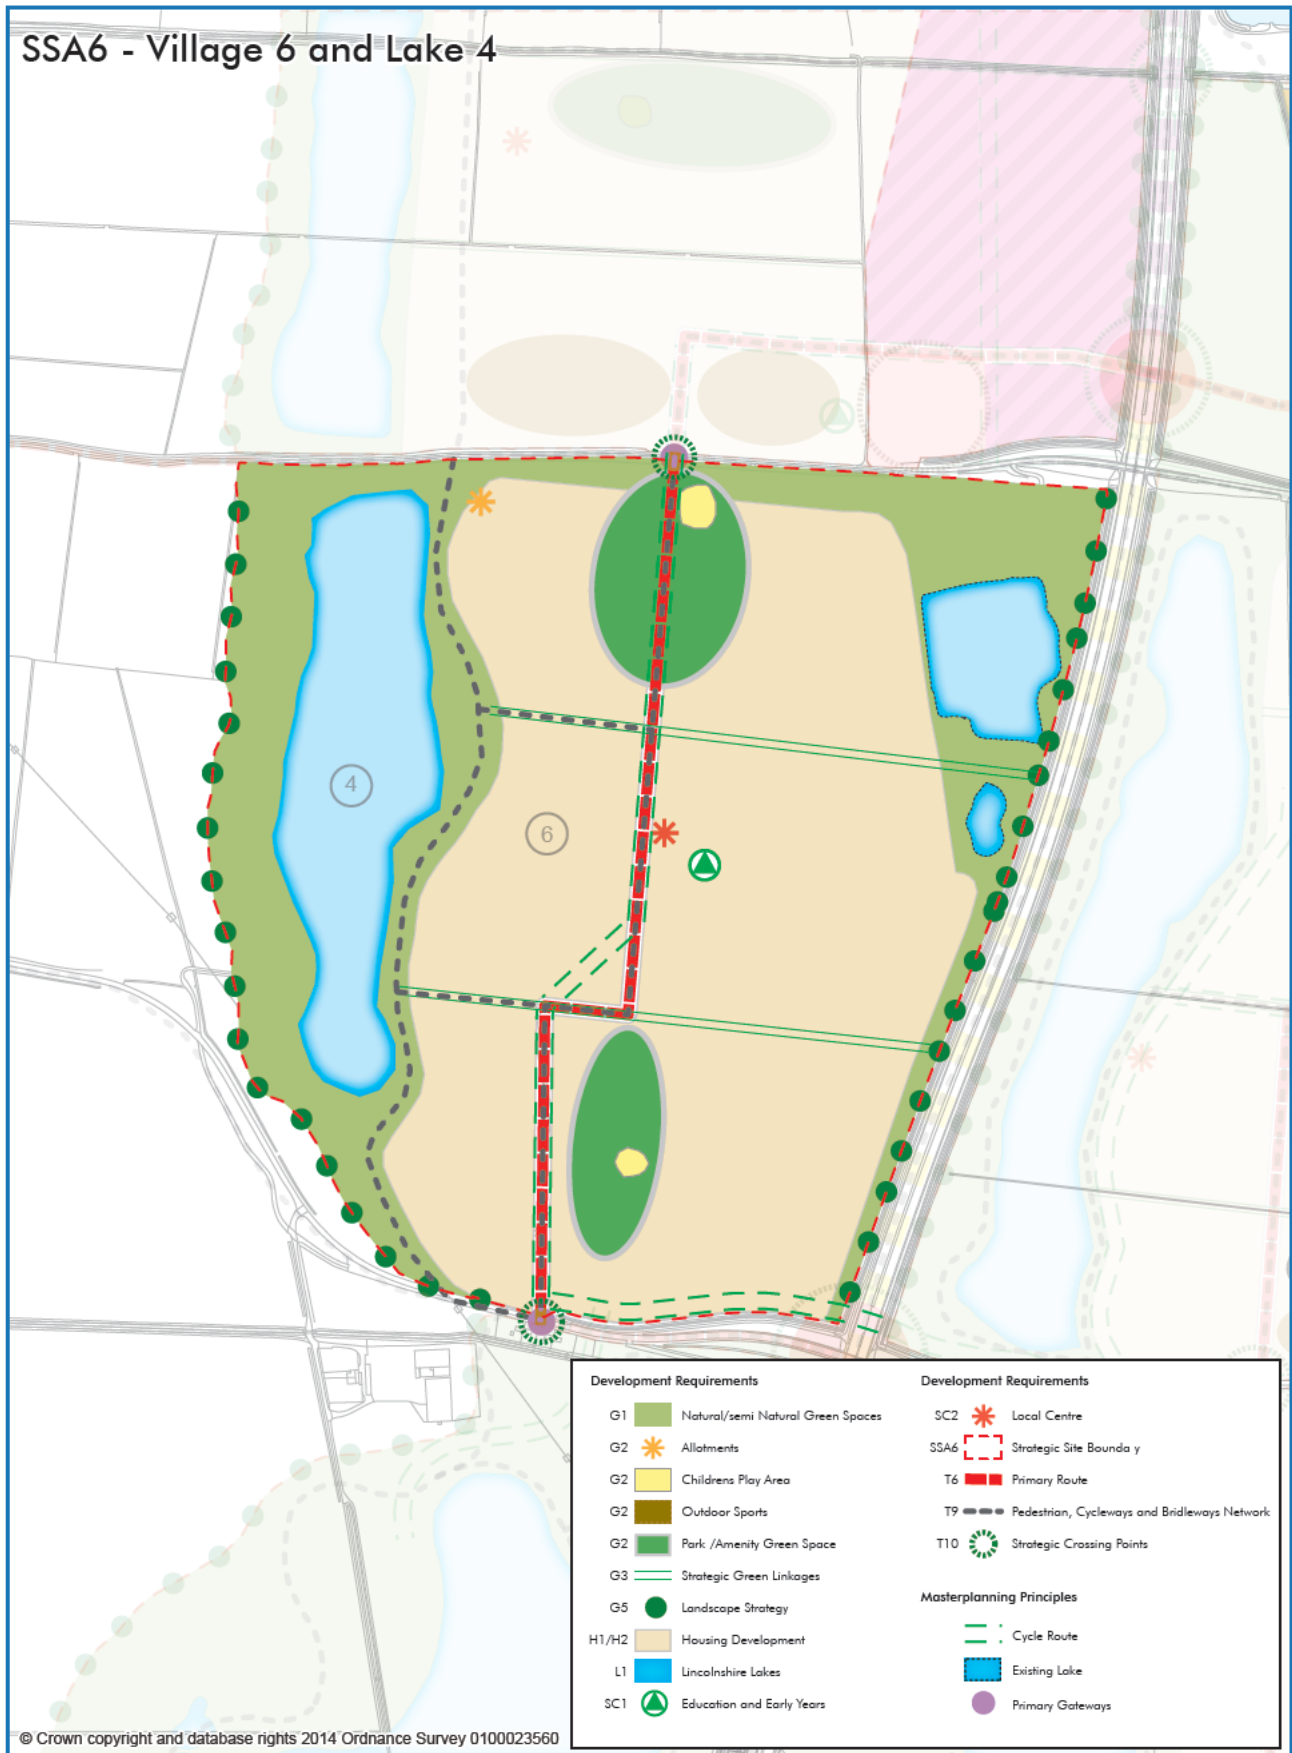 SSA6 - Village 6 and Lake 4
4
6
Development Requirements
G1 Natural/semi Natural Green Spaces
G2 Allotments
G2 Childrens Play Area
G2 Outdoor Sports
G2 Park /Amenity Green Space
G3 Strategic Green Linkages
G5 Landscape Strategy
H1/H2 Housing Development
L1 Lincolnshire Lakes
SC1 Education and Early Years
Development Requirements
SC2 Local Centre
SSA6 Strategic Site Bounda y
T6 Primary Route
T9 Pedestrian, Cycleways and Bridleways Network
T10 Strategic Crossing Points
Masterplanning Principles
Cycle Route
Existing Lake
Primary Gateways
© Crown copyright and database rights 2014 Ordnance Survey 0100023560